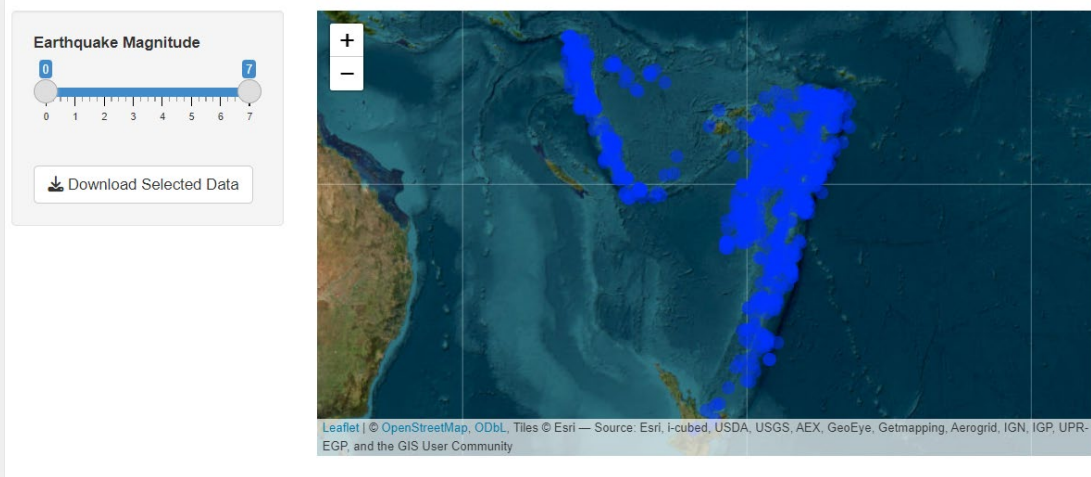 Earthquake Magnitude
0 7
0 1 2 3 4 5 6 7
Download Selected Data
+
−
Leaflet | © OpenStreetMap, ODbL, Tiles © Esri — Source: Esri, i-cubed, USDA, USGS, AEX, GeoEye, Getmapping, Aerogrid, IGN, IGP, UPR-
EGP, and the GIS User Community